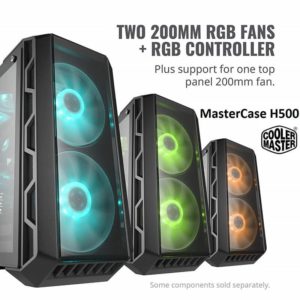 TWO 200MM RGB FANS
+ RGB CONTROLLER
Plus support for one top
panel 200mm fan.
MasterCase H500
COOLER
MASTER
Some components sold separately.